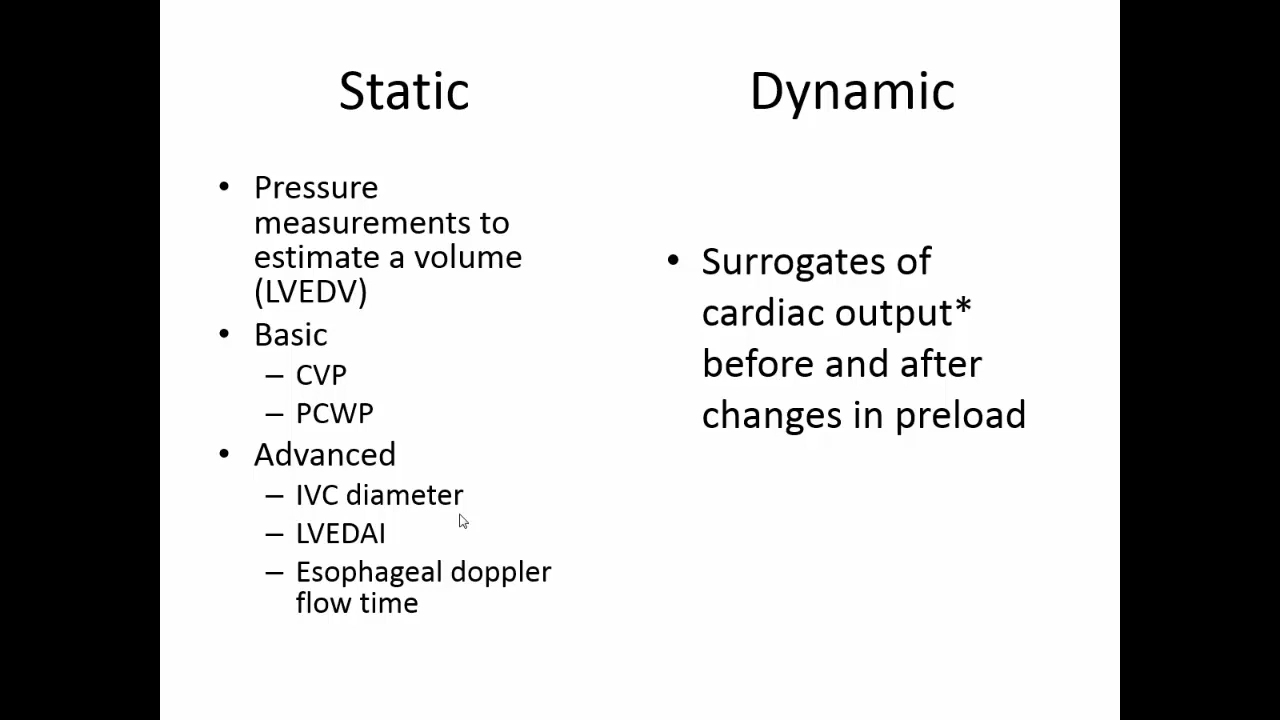 Static
• Pressure
measurements to
estimate a volume
(LVEDV)
• Basic
– CVP
– PCWP
• Advanced
– IVC diameter
– LVEDAI
– Esophageal doppler
flow time
Dynamic
• Surrogates of
cardiac output*
before and after
changes in preload